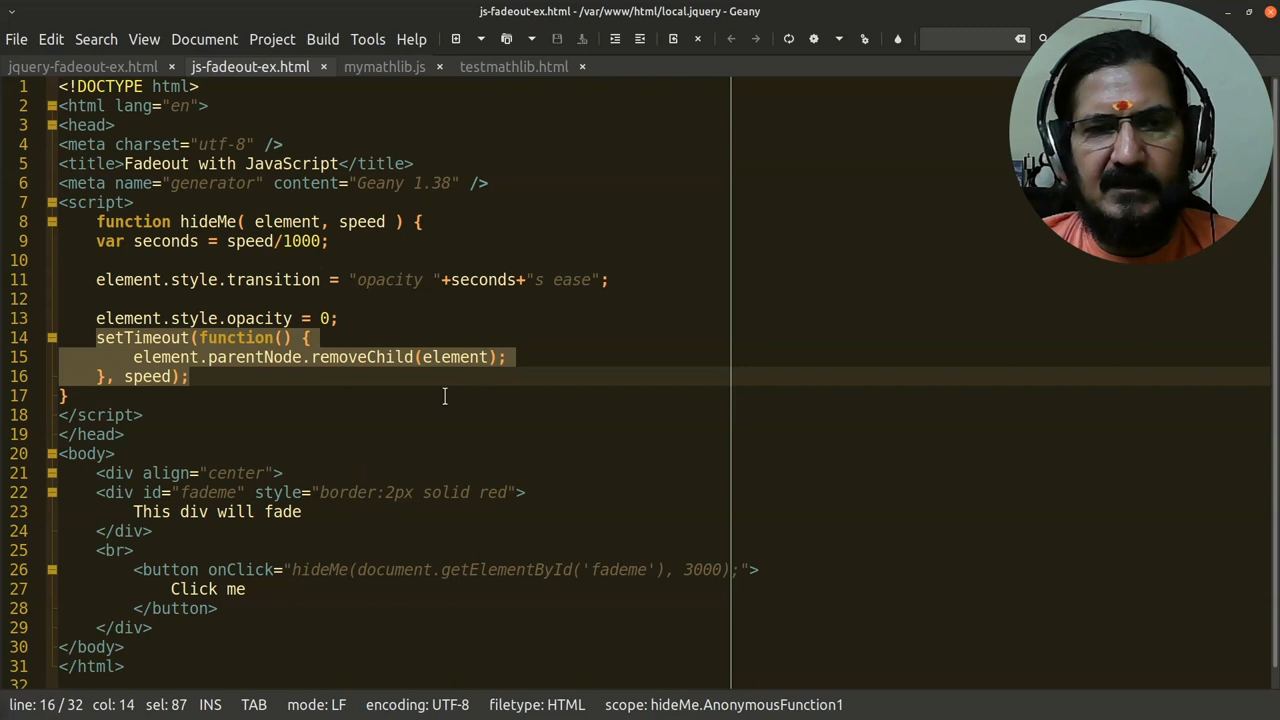 js-fadeout-ex.html - /var/www/html/local.jquery - Geany
File Edit Search View Document Project Build Tools Help
jquery-fadeout-ex.html js-fadeout-ex.html mymathlib.js testmathlib.html
1 <!DOCTYPE html>
2 <html lang="en">
3 <head>
4 <meta charset="utf-8" />
5 <title>Fadeout with JavaScript</title>
6 <meta name="generator" content="Geany 1.38" />
7 <script>
8 function hideMe( element, speed ) {
9 var seconds = speed/1000;
10
11 element.style.transition = "opacity "+seconds+"s ease";
12
13 element.style.opacity = 0;
14 setTimeout(function() {
15 element.parentNode.removeChild(element);
16 }, speed);
17 }
18 </script>
19 </head>
20 <body>
21 <div align="center">
22 <div id="fademe" style="border:2px solid red">
23 This div will fade
24 </div>
25 <br>
26 <button onClick="hideMe(document.getElementById('fademe'), 3000);">
27 Click me
28 </button>
29 </div>
30 </body>
31 </html>
32
line: 16 / 32 col: 14 sel: 87 INS TAB mode: LF encoding: UTF-8 filetype: HTML scope: hideMe.AnonymousFunction1